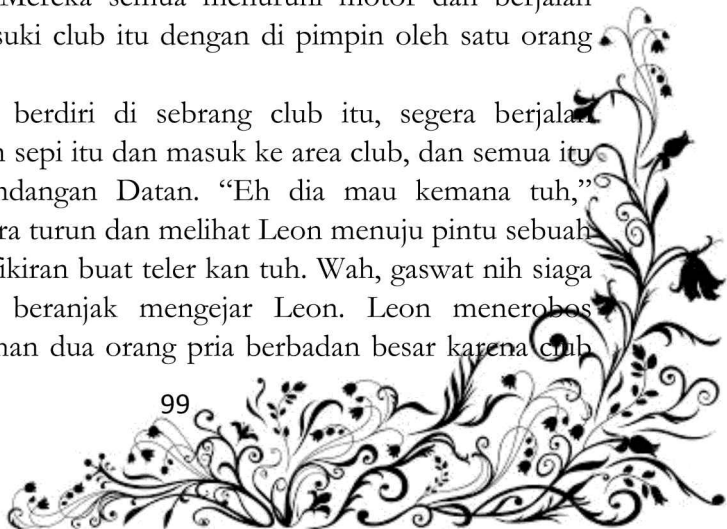 Mereka semua menuruni motor dan berjalan
suki club itu dengan di pimpin oleh satu orang
berdiri di sebrang club itu, segera berjalan
n sepi itu dan masuk ke area club, dan semua itu
ndangan Datan. “Eh dia mau kemana tuh,”
ra turun dan melihat Leon menuju pintu sebuah
ikiran buat teler kan tuh. Wah, gaswat nih siaga
beranjak mengejar Leon. Leon menerobos
nan dua orang pria berbadan besar karena club
99